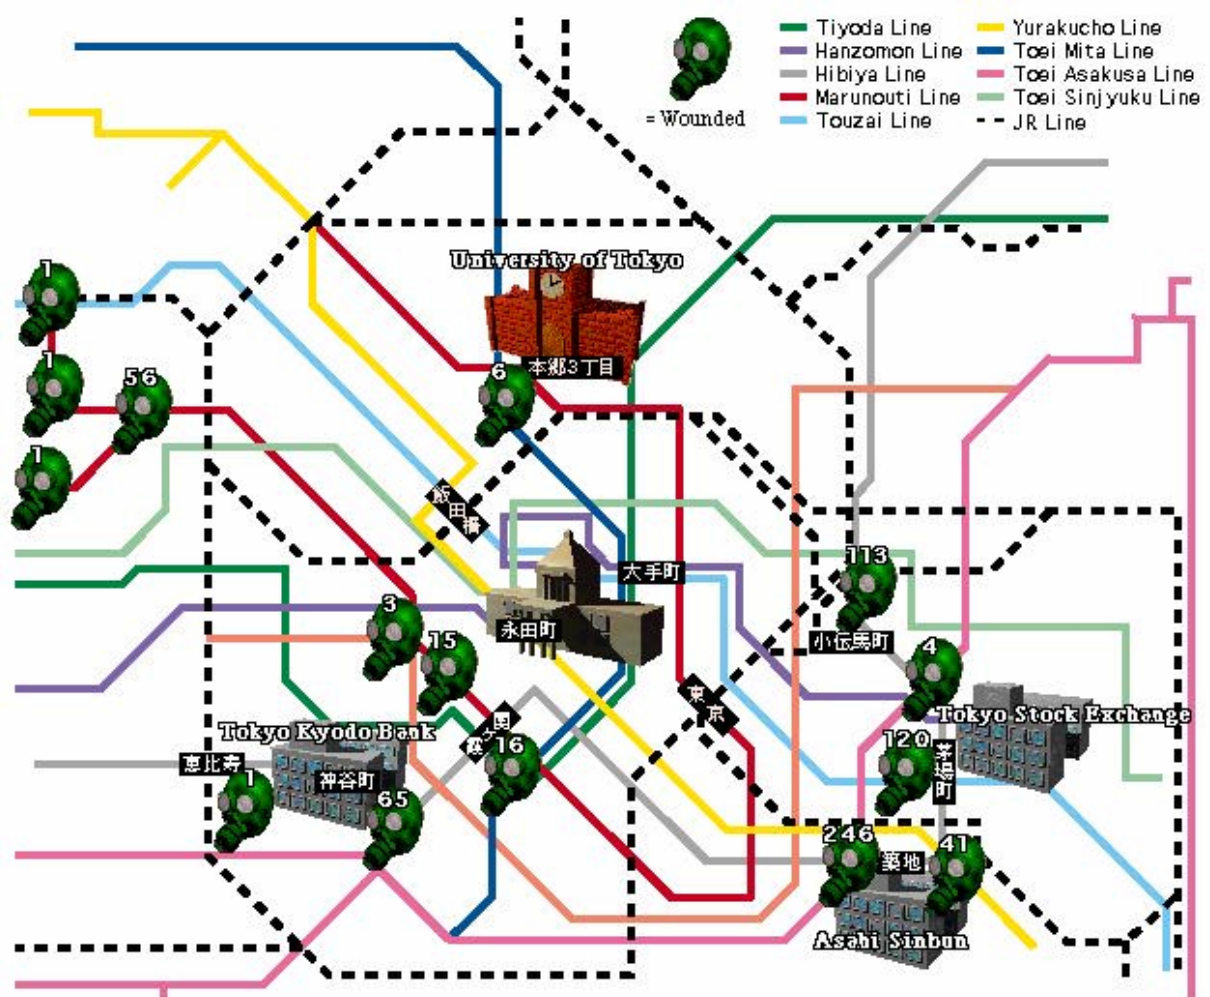 Tiyoda Line
Hanzomon Line
Hibiya Line
Marunouti Line
Touzai Line
Yurakucho Line
Toei Mita Line
Toei Asakusa Line
Toei Sinjyuku Line
JR Line
= Wounded
University of Tokyo
本郷3丁目
1
1
56
1
6
飯田橋
大手町
113
小伝馬町
永田町
3
15
4
東京
霞ヶ関
Tokyo Kyodo Bank
Tokyo Stock Exchange
恵比寿
神谷町
1
65
16
120
茅場町
246
築地
41
Asahi Sinbun